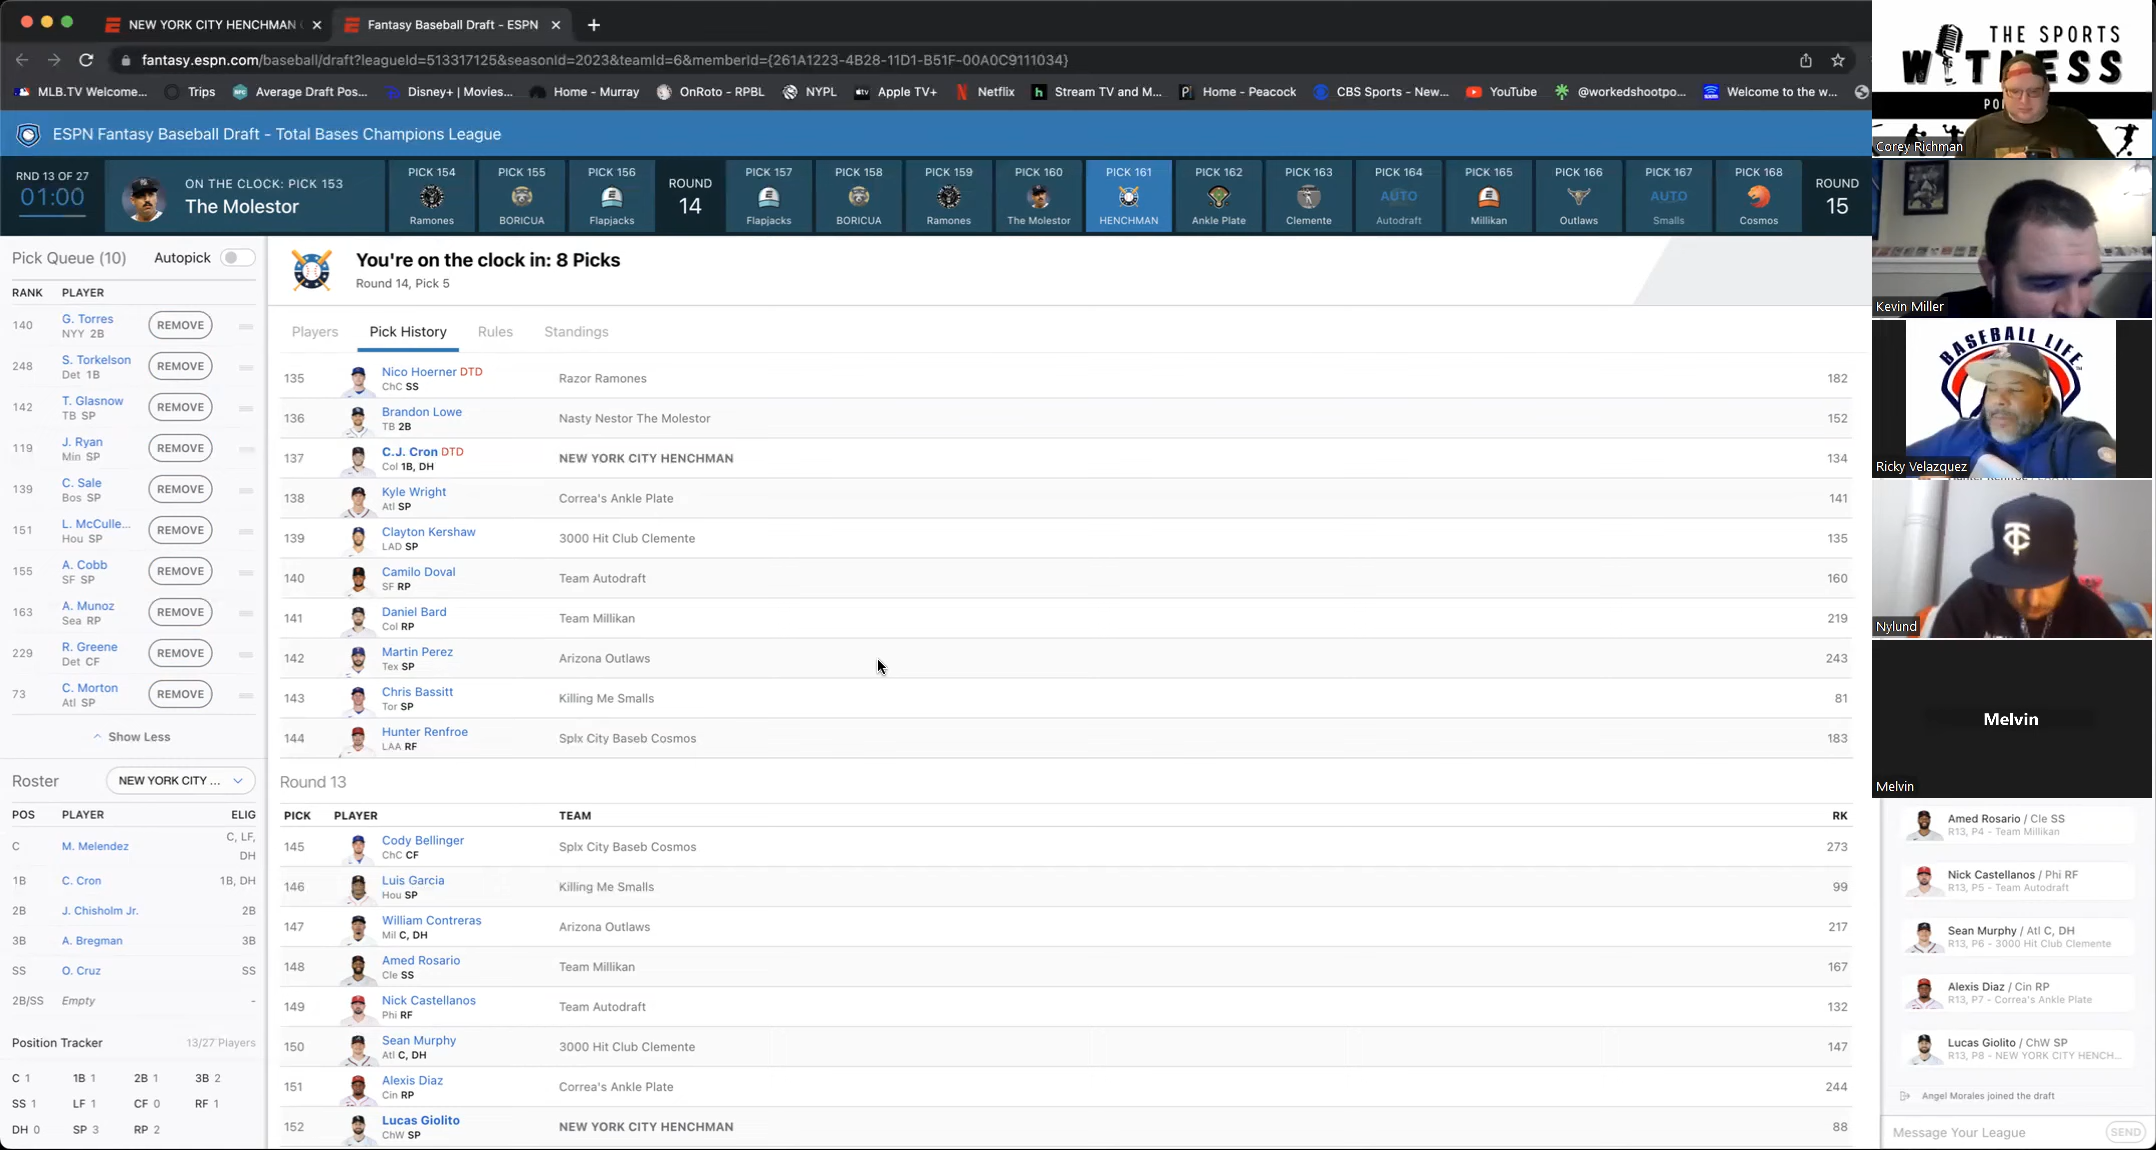 NEW YORK CITY HENCHMAN
Fantasy Baseball Draft - ESPN
fantasy.espn.com/baseball/draft?leagueId=513317125&seasonId=2023&teamId=6&memberId={261A1223-4B28-11D1-B51F-00A0C9111034}
MLB.TV Welcome... Trips Average Draft Pos... Disney+ | Movies... Home - Murray OnRoto - RPBL NYPL Apple TV+ Netflix Stream TV and M... Home - Peacock CBS Sports - New... YouTube @workedshootpo... Welcome to the w...
ESPN Fantasy Baseball Draft - Total Bases Champions League
RND 13 OF 27
01:00
ON THE CLOCK: PICK 153
The Molestor
PICK 154
Ramones
PICK 155
BORICUA
PICK 156
Flapjacks
ROUND
14
PICK 157
Flapjacks
PICK 158
BORICUA
PICK 159
Ramones
PICK 160
The Molestor
PICK 161
HENCHMAN
PICK 162
Ankle Plate
PICK 163
Clemente
PICK 164
AUTO
Autodraft
PICK 165
Millikan
PICK 166
Outlaws
PICK 167
AUTO
Smalls
PICK 168
Cosmos
ROUND
15
Pick Queue (10) Autopick
RANK PLAYER
140 G. Torres REMOVE
NYY 2B
248 S. Torkelson REMOVE
Det 1B
142 T. Glasnow REMOVE
TB SP
119 J. Ryan REMOVE
Min SP
139 C. Sale REMOVE
Bos SP
151 L. McCulle... REMOVE
Hou SP
155 A. Cobb REMOVE
SF SP
163 A. Munoz REMOVE
Sea RP
229 R. Greene REMOVE
Det CF
73 C. Morton REMOVE
Atl SP
Show Less
Roster NEW YORK CITY ...
POS PLAYER ELIG
C M. Melendez C, LF, DH
1B C. Cron 1B, DH
2B J. Chisholm Jr. 2B
3B A. Bregman 3B
SS O. Cruz SS
2B/SS Empty -
Position Tracker 13/27 Players
C 1 1B 1 2B 1 3B 2
SS 1 LF 1 CF 0 RF 1
DH 0 SP 3 RP 2
You're on the clock in: 8 Picks
Round 14, Pick 5
Players Pick History Rules Standings
135 Nico Hoerner DTD Razor Ramones 182
ChC SS
136 Brandon Lowe Nasty Nestor The Molestor 152
TB 2B
137 C.J. Cron DTD NEW YORK CITY HENCHMAN 134
Col 1B, DH
138 Kyle Wright Correa's Ankle Plate 141
Atl SP
139 Clayton Kershaw 3000 Hit Club Clemente 135
LAD SP
140 Camilo Doval Team Autodraft 160
SF RP
141 Daniel Bard Team Millikan 219
Col RP
142 Martin Perez Arizona Outlaws 243
Tex SP
143 Chris Bassitt Killing Me Smalls 81
Tor SP
144 Hunter Renfroe Splx City Baseb Cosmos 183
LAA RF
Round 13
PICK PLAYER TEAM RK
145 Cody Bellinger Splx City Baseb Cosmos 273
ChC CF
146 Luis Garcia Killing Me Smalls 99
Hou SP
147 William Contreras Arizona Outlaws 217
Mil C, DH
148 Amed Rosario Team Millikan 167
Cle SS
149 Nick Castellanos Team Autodraft 132
Phi RF
150 Sean Murphy 3000 Hit Club Clemente 147
Atl C, DH
151 Alexis Diaz Correa's Ankle Plate 244
Cin RP
152 Lucas Giolito NEW YORK CITY HENCHMAN 88
ChW SP
THE SPORTS
WITNESS
Corey Richman
Kevin Miller
BASEBALL LIFE
Ricky Velazquez
TC
Nylund
Melvin
Melvin
Amed Rosario / Cle SS
R13, P4 - Team Millikan
Nick Castellanos / Phi RF
R13, P5 - Team Autodraft
Sean Murphy / Atl C, DH
R13, P6 - 3000 Hit Club Clemente
Alexis Diaz / Cin RP
R13, P7 - Correa's Ankle Plate
Lucas Giolito / ChW SP
R13, P8 - NEW YORK CITY HENCH...
Angel Morales joined the draft
Message Your League SEND